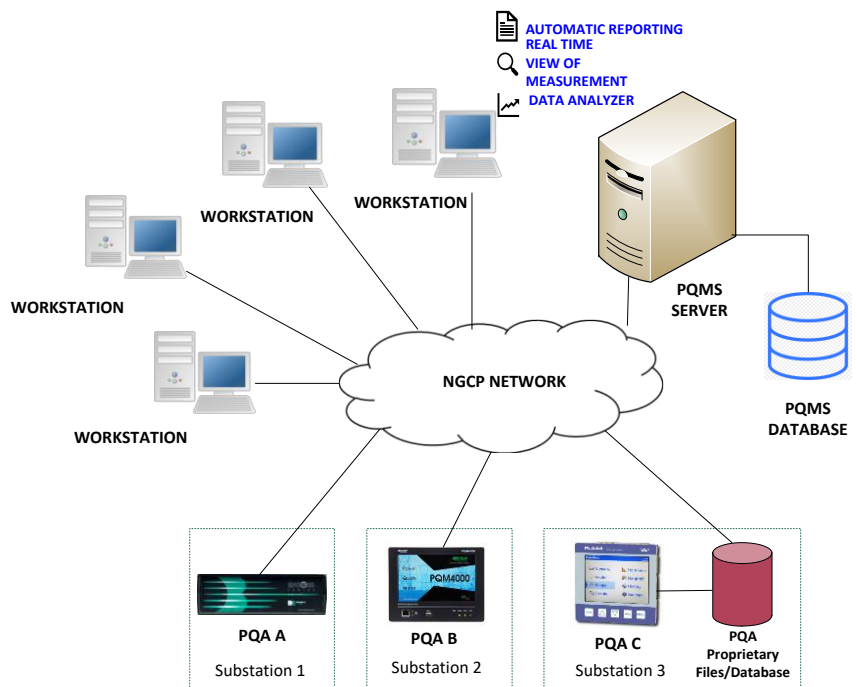 AUTOMATIC REPORTING
REAL TIME
VIEW OF
MEASUREMENT
DATA ANALYZER
WORKSTATION
WORKSTATION
WORKSTATION
WORKSTATION
PQMS
SERVER
NGCP NETWORK
PQMS
DATABASE
PQM4000
PQA A
Substation 1
PQA B
Substation 2
PQA C
Substation 3
PQA
Proprietary
Files/Database